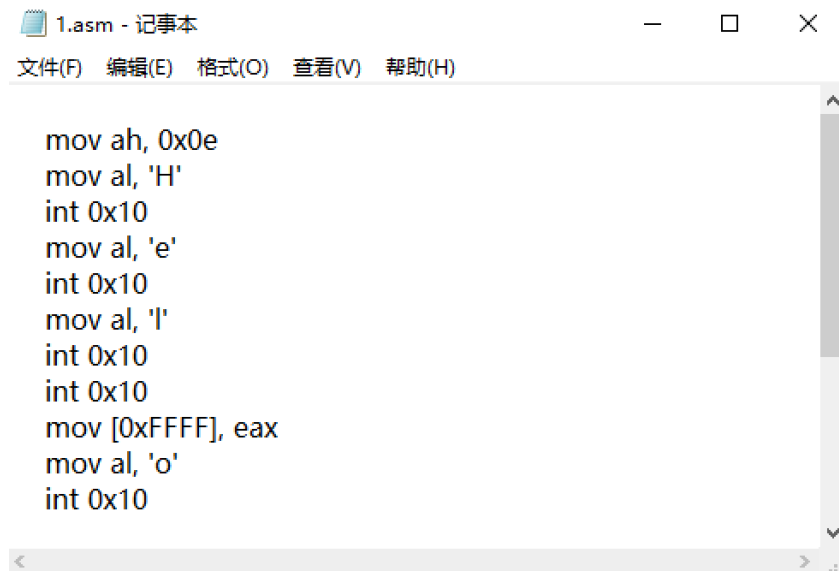 1.asm - 记事本
文件(F) 编辑(E) 格式(O) 查看(V) 帮助(H)
mov ah, 0x0e
mov al, 'H'
int 0x10
mov al, 'e'
int 0x10
mov al, 'l'
int 0x10
int 0x10
mov [0xFFFF], eax
mov al, 'o'
int 0x10